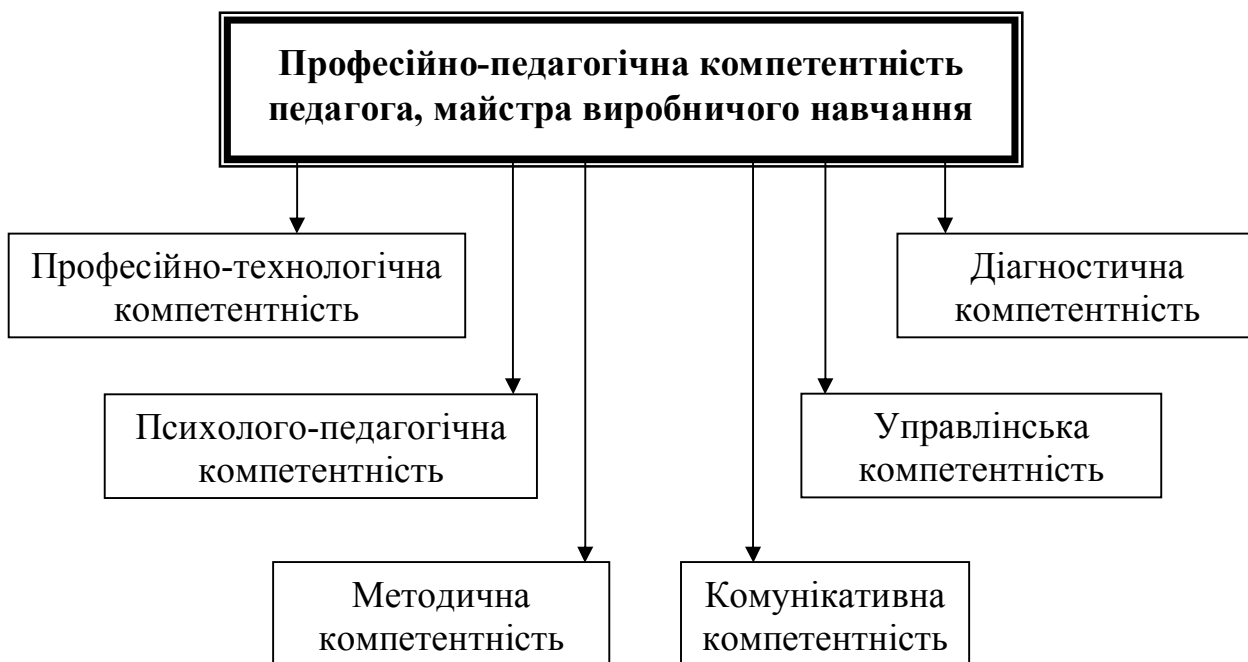 Професійно-педагогічна компетентність
педагога, майстра виробничого навчання
Професійно-технологічна
компетентність
Діагностична
компетентність
Психолого-педагогічна
компетентність
Управлінська
компетентність
Методична
компетентність
Комунікативна
компетентність